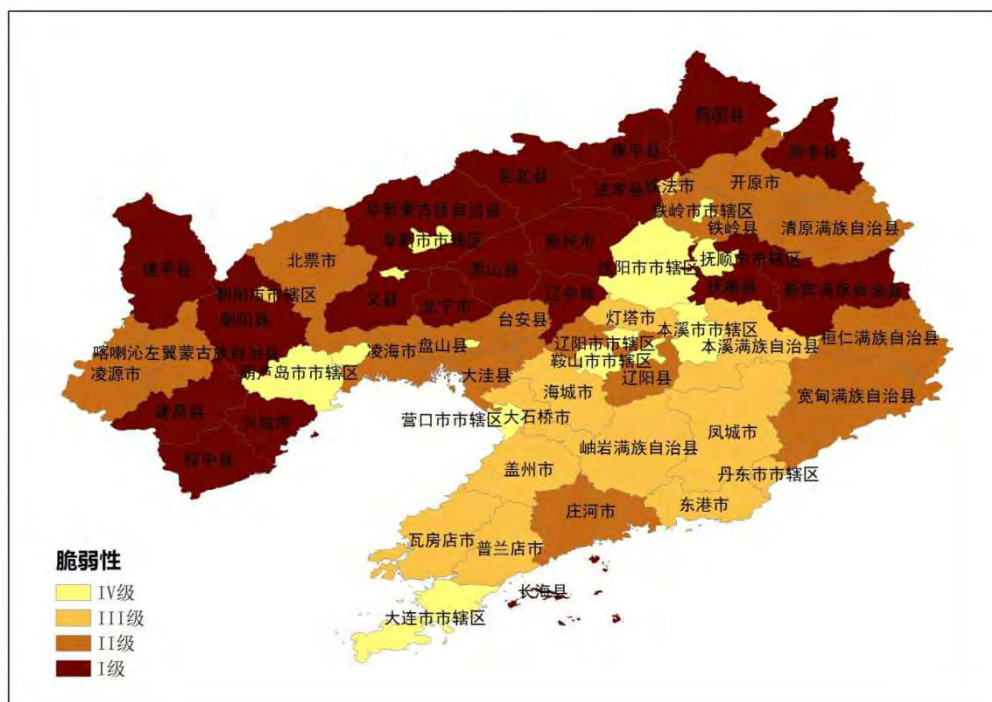 昌图县
西丰县
康平县
彰武县
法库县
铁法市
开原市
阜新蒙古族自治县
铁岭市市辖区
铁岭县
清原满族自治县
阜新市市辖区
新民市
北票市
沈阳市市辖区
抚顺市市辖区
建平县
黑山县
抚顺县
新宾满族自治县
朝阳市市辖区
义县
北宁市
辽中县
朝阳县
台安县
灯塔市
本溪市市辖区
桓仁满族自治县
喀喇沁左翼蒙古族自治县
凌海市
盘山县
辽阳市市辖区
本溪满族自治县
凌源市
葫芦岛市市辖区
鞍山市市辖区
大洼县
辽阳县
海城市
宽甸满族自治县
建昌县
兴城市
营口市市辖区
大石桥市
岫岩满族自治县
凤城市
绥中县
盖州市
丹东市市辖区
庄河市
东港市
瓦房店市
普兰店市
长海县
大连市市辖区
脆弱性
IV级
III级
II级
I级